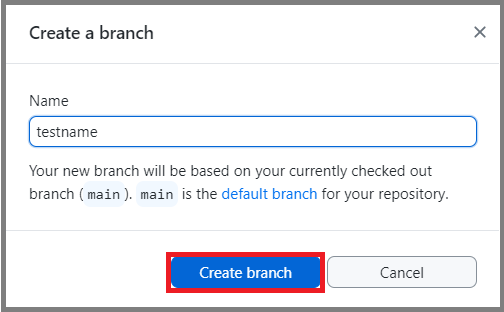 Create a branch
Name
testname
Your new branch will be based on your currently checked out
branch ( main ). main is the default branch for your repository.
Create branch
Cancel